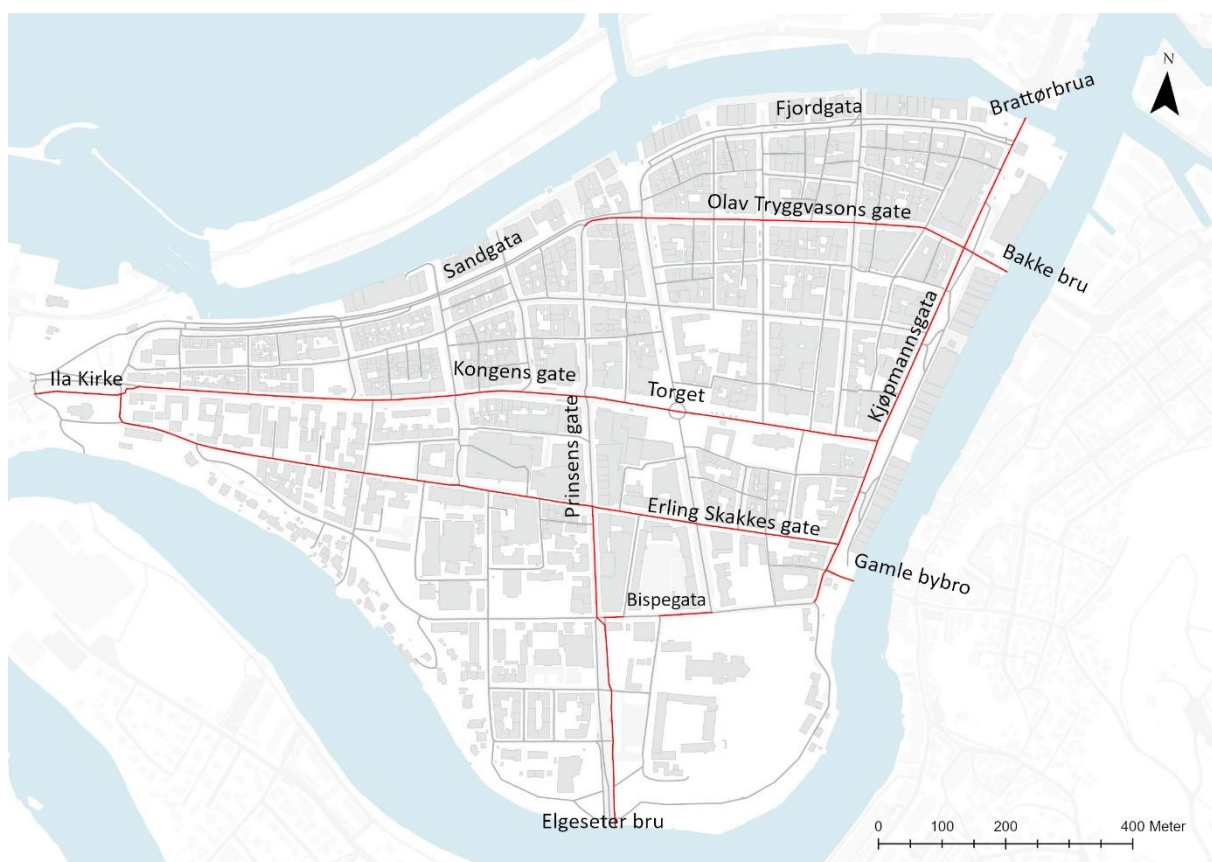 N
Fjordgata
Brattørbrua
Olav Tryggvasons gate
Sandgata
Bakke bru
Kjøpmannsgata
Ila Kirke
Kongens gate
Torget
Prinsens gate
Erling Skakkes gate
Gamle bybro
Bispegata
Elgeseter bru
0 100 200 400 Meter